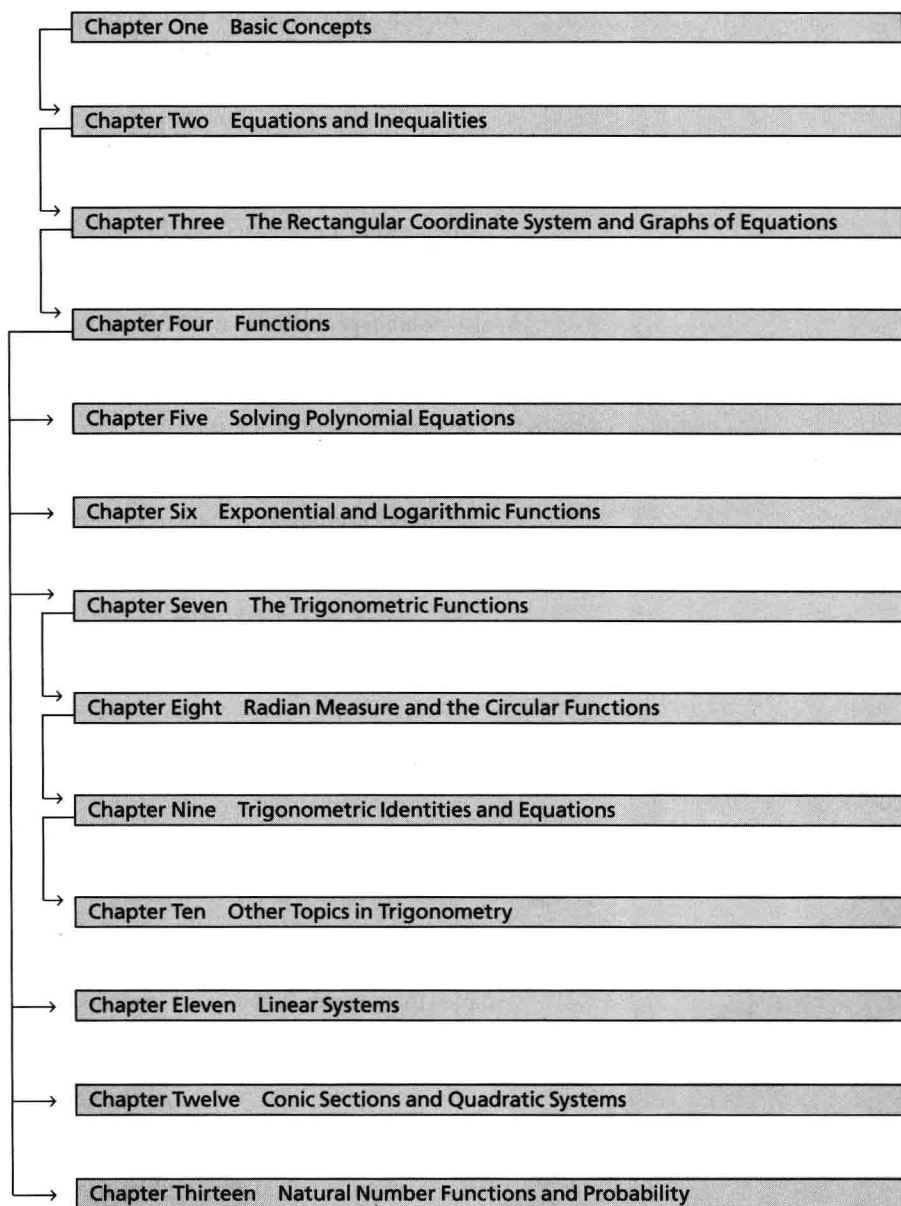 Chapter One Basic Concepts
Chapter Two Equations and Inequalities
Chapter Three The Rectangular Coordinate System and Graphs of Equations
Chapter Four Functions
Chapter Five Solving Polynomial Equations
Chapter Six Exponential and Logarithmic Functions
Chapter Seven The Trigonometric Functions
Chapter Eight Radian Measure and the Circular Functions
Chapter Nine Trigonometric Identities and Equations
Chapter Ten Other Topics in Trigonometry
Chapter Eleven Linear Systems
Chapter Twelve Conic Sections and Quadratic Systems
Chapter Thirteen Natural Number Functions and Probability